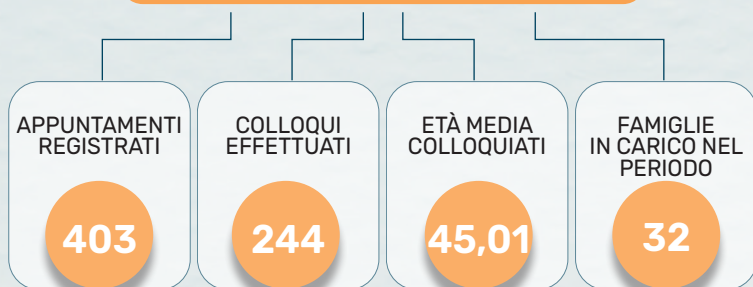 APPUNTAMENTI
REGISTRATI
403
COLLOQUI
EFFETTUATI
244
ETÀ MEDIA
COLLOQUIATI
45,01
FAMIGLIE
IN CARICO NEL
PERIODO
32